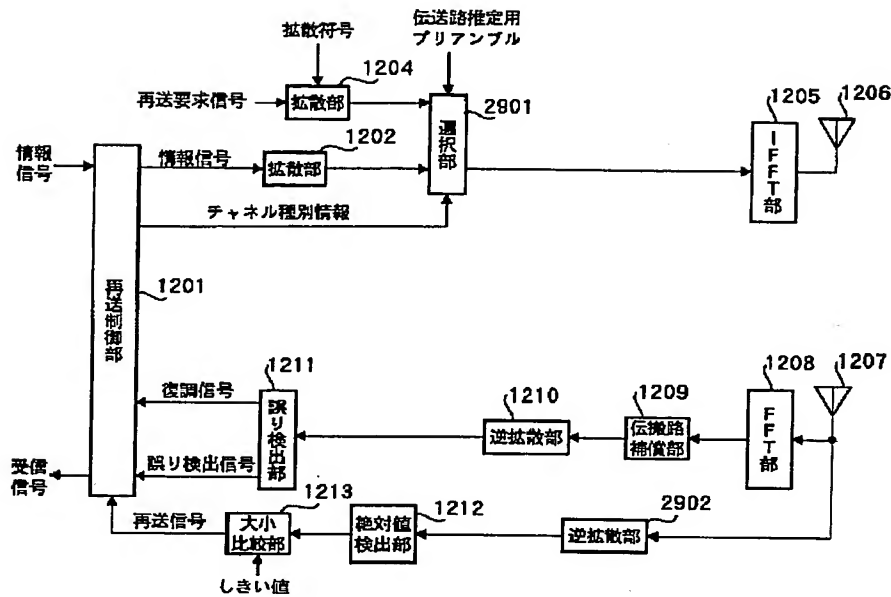 拡散符号
伝送路推定用
プリアンブル
1204
再送要求信号
拡散部
2901
選択部
1205
1206
IFFT部
情報
信号
情報信号
1202
拡散部
チャネル種別情報
再送制御部
1201
復調信号
1211
誤り検出部
1210
逆拡散部
1209
伝搬路
補償部
1208
FFT部
1207
誤り検出信号
受信
信号
再送信号
1213
大小
比較部
しきい値
1212
絶対値
検出部
2902
逆拡散部